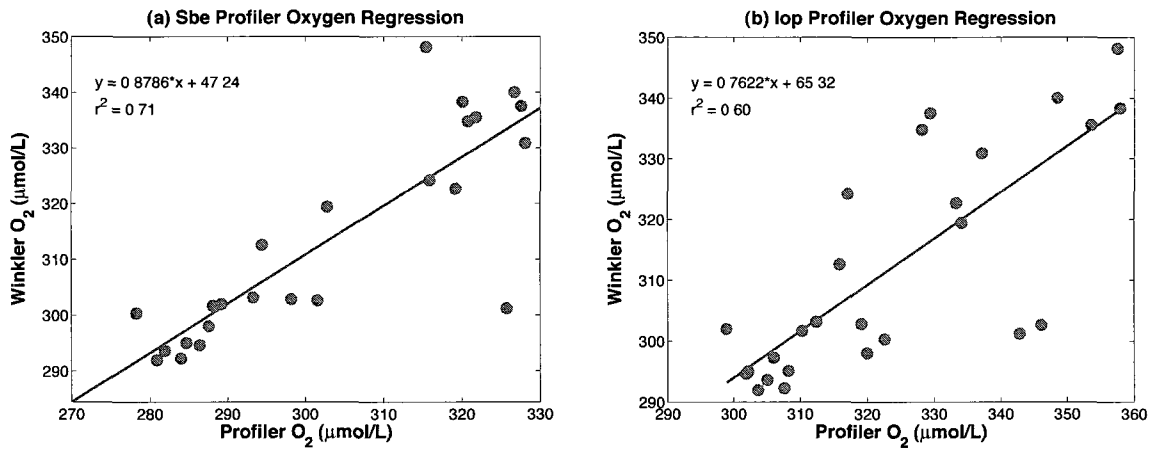 (a) Sbe Profiler Oxygen Regression
350
340
330
320
310
300
290
y = 0 8786*x + 47 24
r² = 0 71
Winkler O₂ (μmol/L)
270 280 290 300 310 320 330
Profiler O₂ (μmol/L)
(b) Iop Profiler Oxygen Regression
350
340
330
320
310
300
290
y = 0 7622*x + 65 32
r² = 0 60
Winkler O₂ (μmol/L)
290 300 310 320 330 340 350 360
Profiler O₂ (μmol/L)